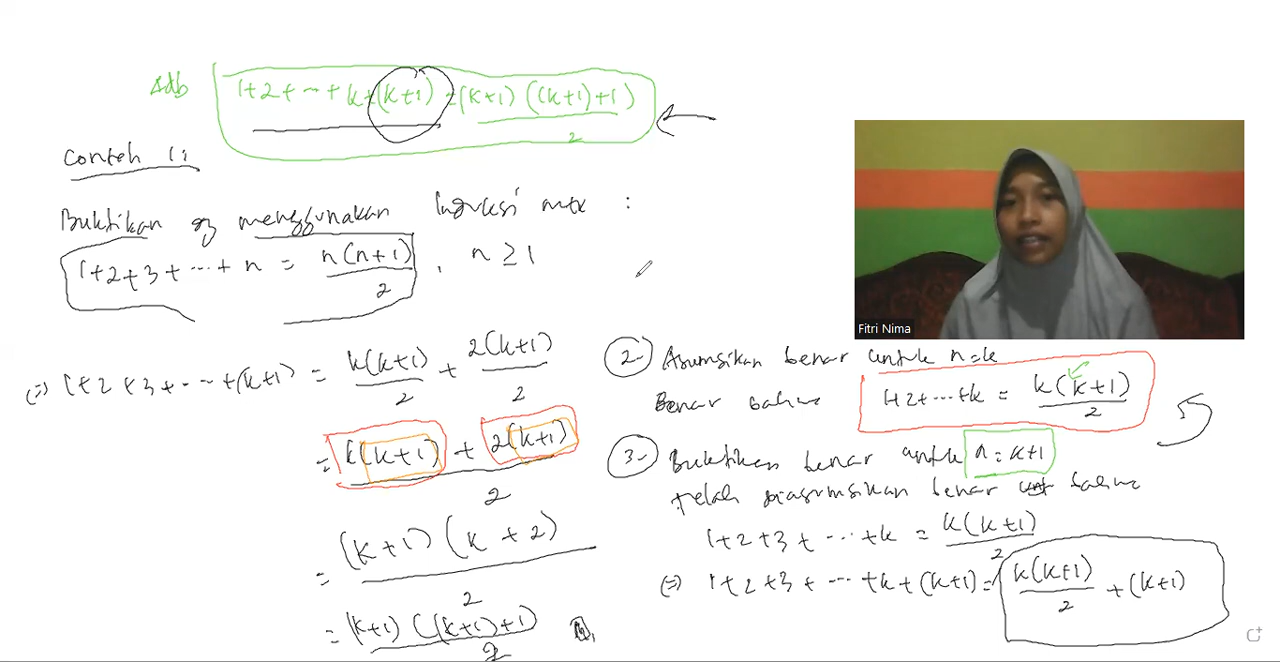 Adb 1+2+ ... + k+(k+1) = (k+1) ((k+1)+1) / 2
Contoh 1:
Buktikan dg menggunakan Induksi mtk :
1+2+3+ ... + n = n(n+1) / 2 , n ≥ 1
(=) 1+2+3+ ... +(k+1) = k(k+1) / 2 + 2(k+1) / 2
= k(k+1) + 2(k+1) / 2
= (k+1) (k+2) / 2
= (k+1) ((k+1)+1) / 2
Fitri Nima
2- Asumsikan benar untuk n=k
Benar bahwa 1+2+...+k = k(k+1) / 2
3- Buktikan benar untuk n=k+1
telah diasumsikan benar bahwa
1+2+3+ ... +k = k(k+1) / 2
(=) 1+2+3+ ... +k+(k+1) = k(k+1) / 2 + (k+1)